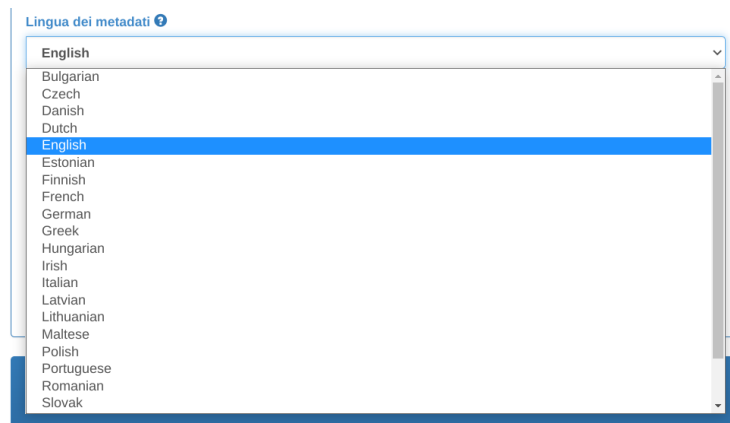 Lingua dei metadati
English
Bulgarian
Czech
Danish
Dutch
English
Estonian
Finnish
French
German
Greek
Hungarian
Irish
Italian
Latvian
Lithuanian
Maltese
Polish
Portuguese
Romanian
Slovak